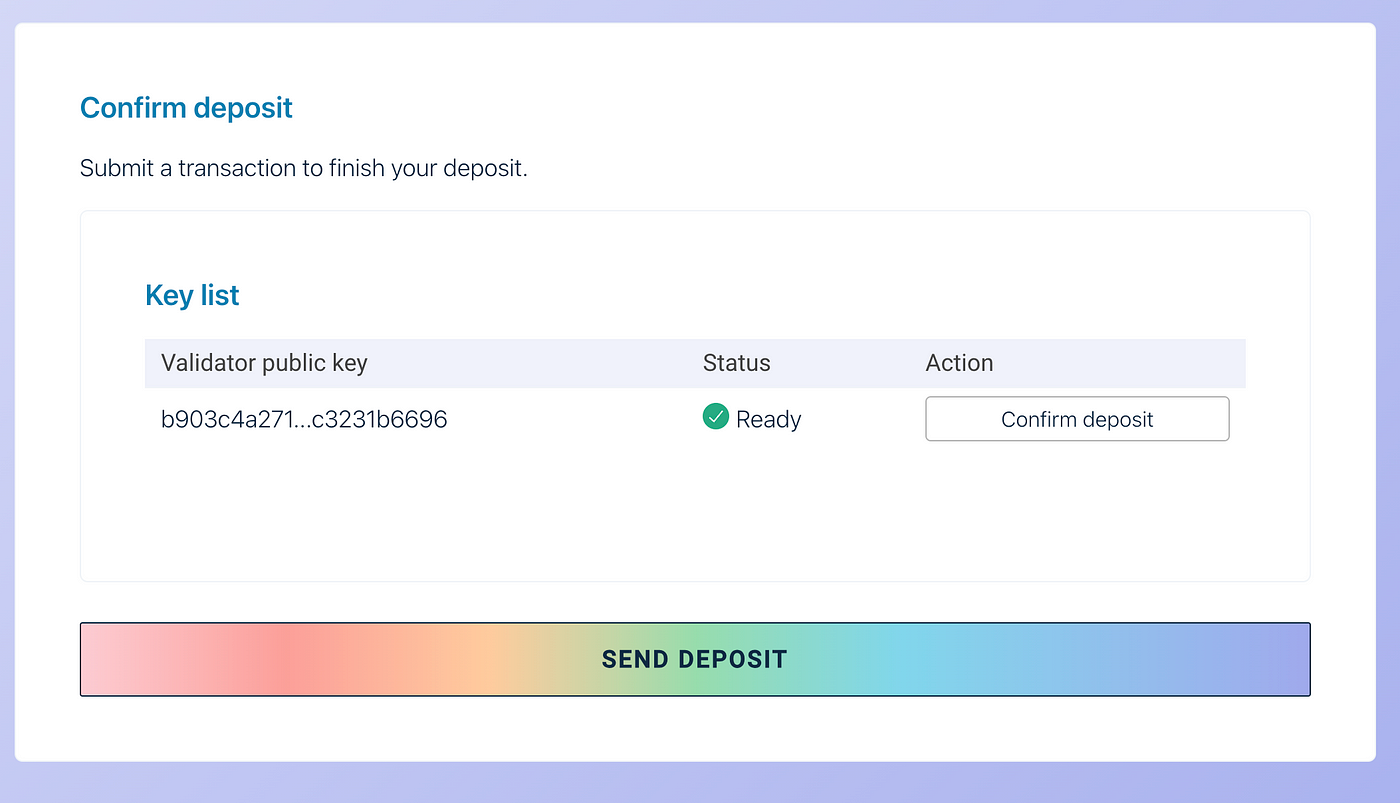 Confirm deposit
Submit a transaction to finish your deposit.
Key list
Validator public key Status Action
b903c4a271...c3231b6696 Ready Confirm deposit
SEND DEPOSIT